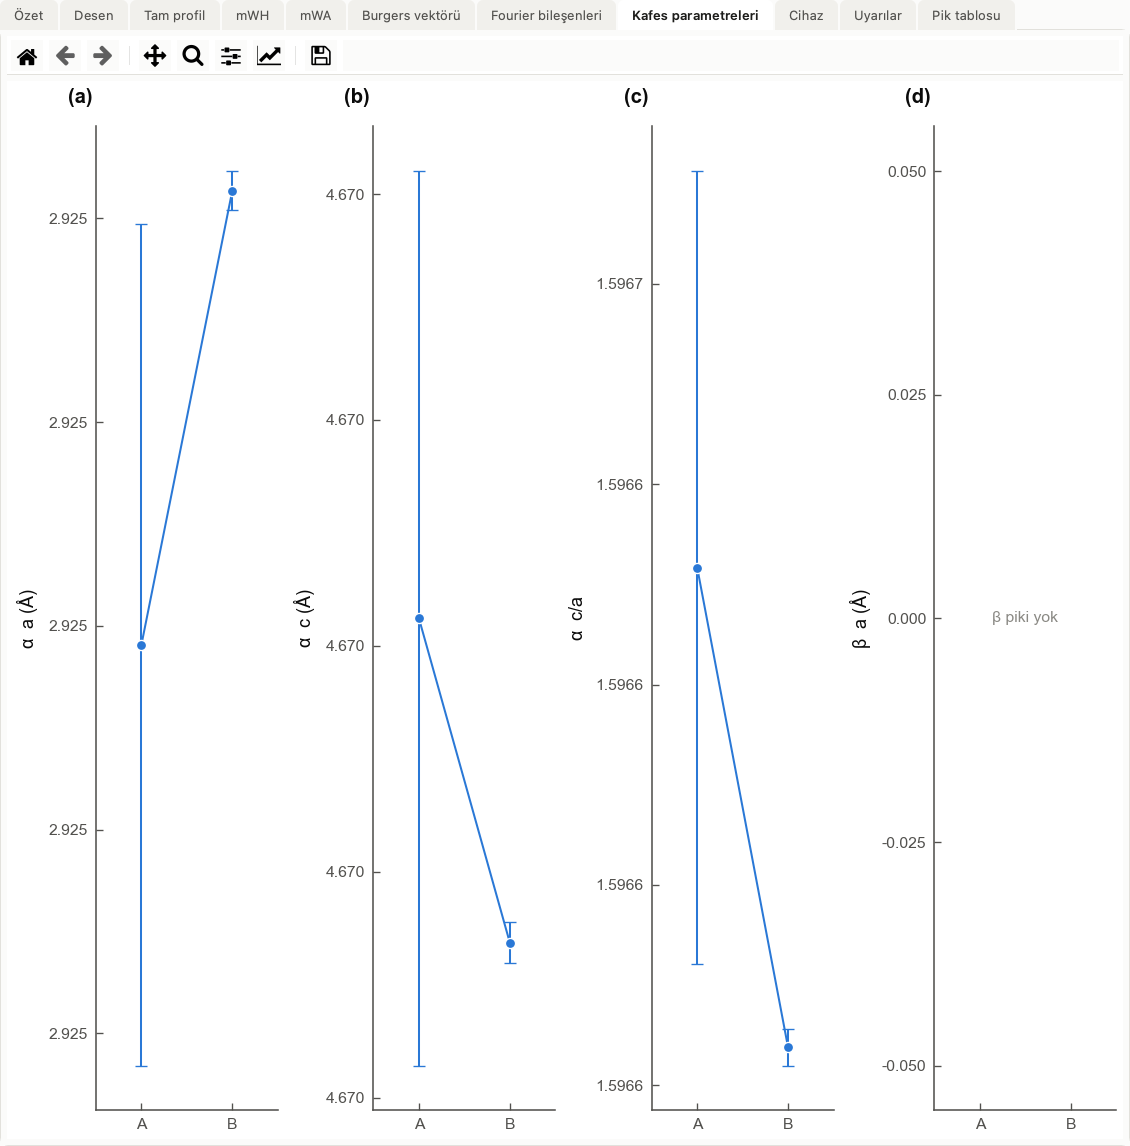 Özet Desen Tam profil mWH mWA Burgers vektörü Fourier bileşenleri Kafes parametreleri Cihaz Uyarılar Pik tablosu
(a) (b) (c) (d)
α a (Å)
2.925
2.925
2.925
2.925
2.925
A B
α c (Å)
4.670
4.670
4.670
4.670
4.670
A B
α c/a
1.5967
1.5966
1.5966
1.5966
1.5966
A B
β a (Å)
0.050
0.025
0.000
-0.025
-0.050
β piki yok
A B